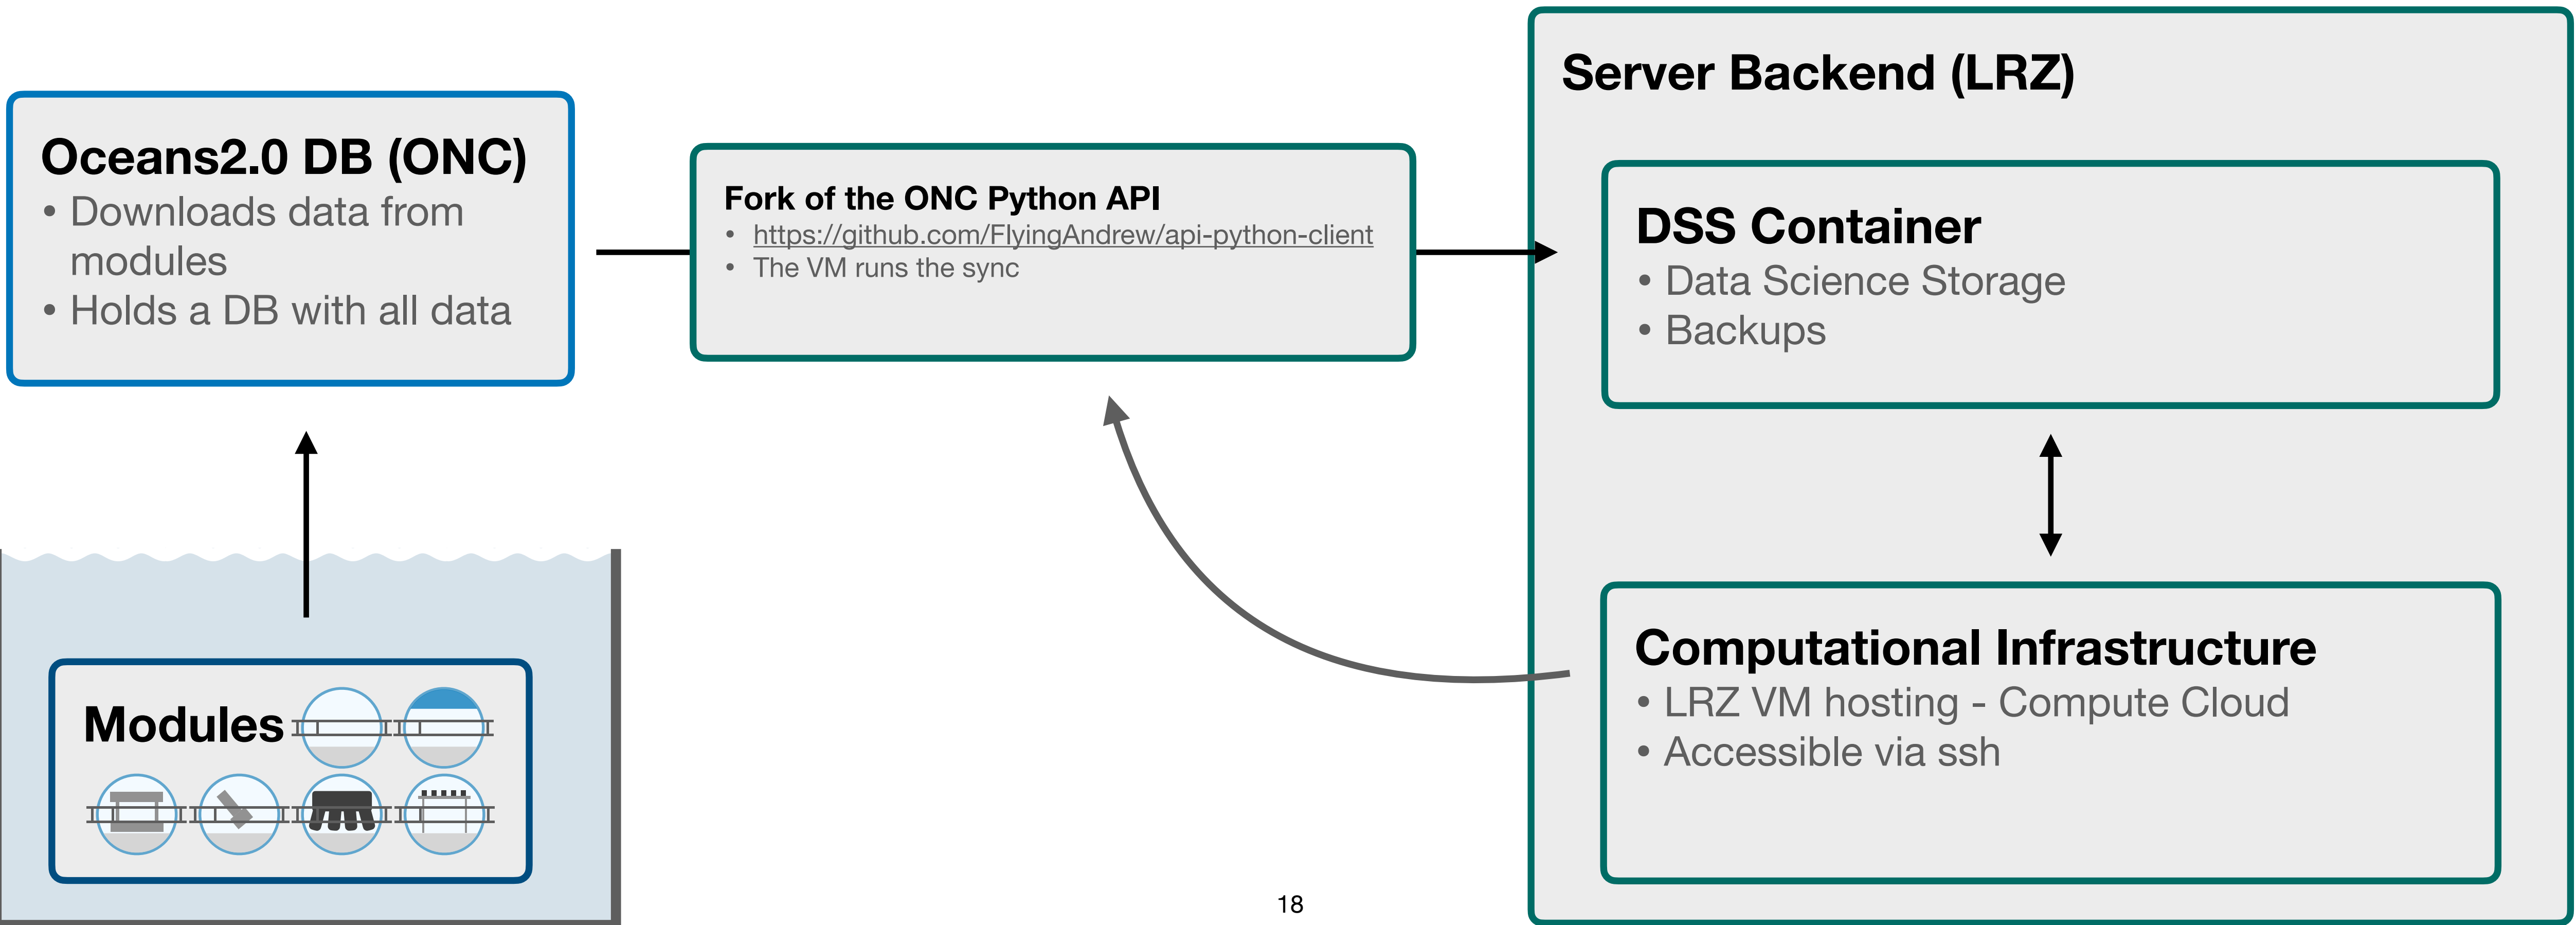 Oceans2.0 DB (ONC)
• Downloads data from
modules
• Holds a DB with all data
Fork of the ONC Python API
• https://github.com/FlyingAndrew/api-python-client
• The VM runs the sync
Server Backend (LRZ)
DSS Container
• Data Science Storage
• Backups
Computational Infrastructure
• LRZ VM hosting - Compute Cloud
• Accessible via ssh
Modules
18